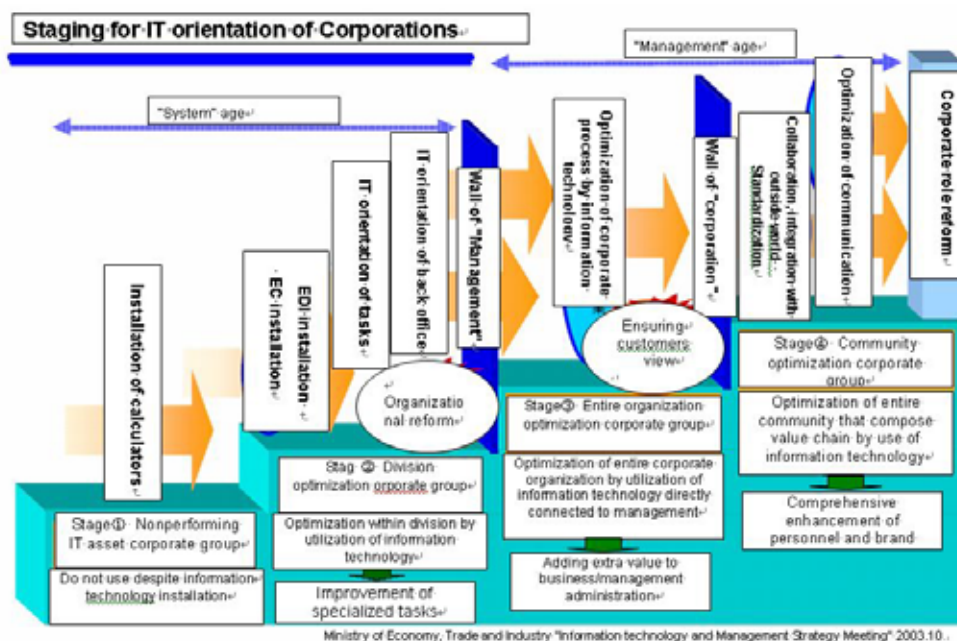 Staging for IT orientation of Corporations
"Management" age
"System" age
Installation of calculators
EDI installation
EC installation
IT orientation of tasks
IT orientation of back office
Wall of "Management"
Optimization of corporate
process by information
technology
Wall of "corporation"
Collaboration, integration with
outside world
Standardization
Optimization of communication
Corporate role reform
Organizatio
nal reform
Ensuring
customers
view
Stage① Nonperforming
IT asset corporate group
Do not use despite information
technology installation
Stag ② Division
optimization orporate group
Optimization within division by
utilization of information
technology
Improvement of
specialized tasks
Stage③ Entire organization
optimization corporate group
Optimization of entire corporate
organization by utilization of
information technology directly
connected to management
Adding extra value to
business/management
administration
Stage④ Community
optimization corporate
group
Optimization of entire
community that compose
value chain by use of
information technology
Comprehensive
enhancement of
personnel and brand
Ministry of Economy, Trade and Industry "Information technology and Management Strategy Meeting" 2003.10.